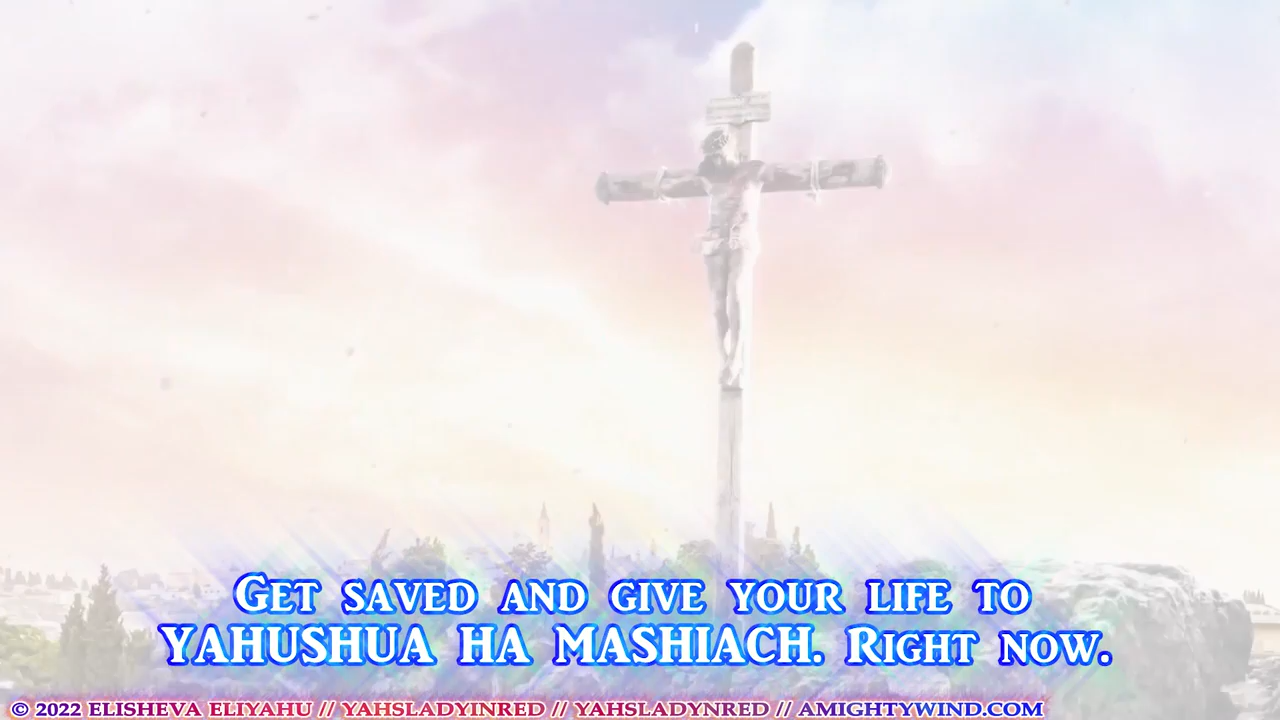 Get saved and give your life to
YAHUSHUA HA MASHIACH. Right now.
© 2022 ELISHEVA ELIYAHU // YAHSLADYINRED // YAHSLADYNRED // AMIGHTYWIND.COM